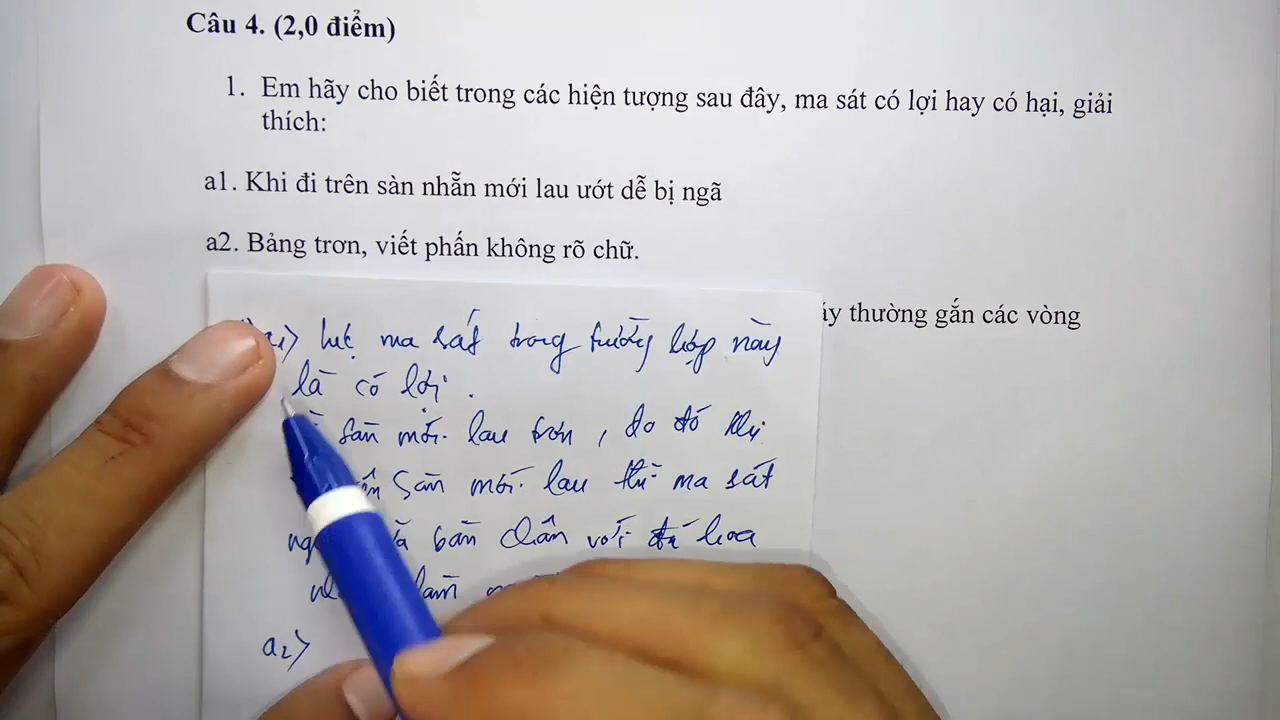 Câu 4. (2,0 điểm)
1. Em hãy cho biết trong các hiện tượng sau đây, ma sát có lợi hay có hại, giải
thích:
a1. Khi đi trên sàn nhẵn mới lau ướt dễ bị ngã
a2. Bảng trơn, viết phấn không rõ chữ.
áy thường gắn các vòng
a1) lực ma sát trong trường hợp này
là có lợi.
sàn mới lau trơn, do đó khi
sàn mới lau thì ma sát
bàn chân với đá hoa
làm
a2)